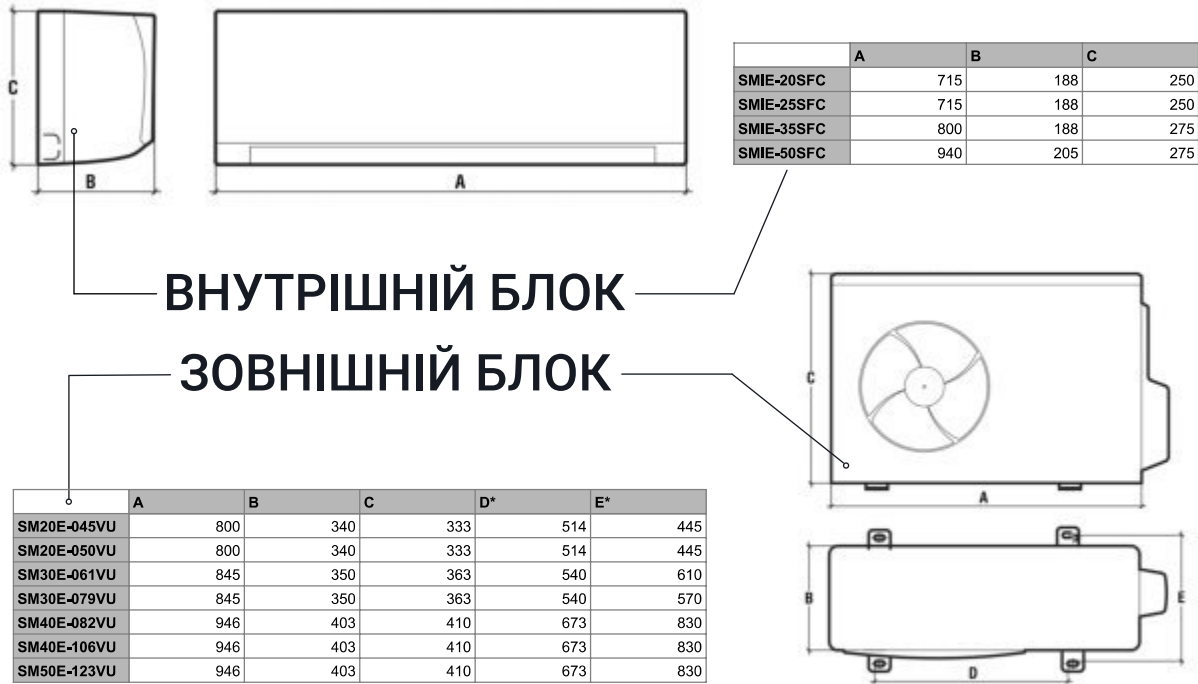 C
B
A
A B C
SMIE-20SFC 715 188 250
SMIE-25SFC 715 188 250
SMIE-35SFC 800 188 275
SMIE-50SFC 940 205 275
ВНУТРІШНІЙ БЛОК
ЗОВНІШНІЙ БЛОК
C
A
A B C D* E*
SM20E-045VU 800 340 333 514 445
SM20E-050VU 800 340 333 514 445
SM30E-061VU 845 350 363 540 610
SM30E-079VU 845 350 363 540 570
SM40E-082VU 946 403 410 673 830
SM40E-106VU 946 403 410 673 830
SM50E-123VU 946 403 410 673 830
B
E
D